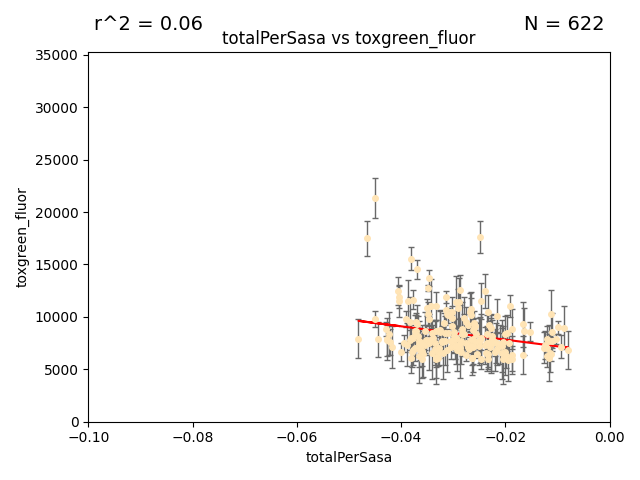 r^2 = 0.06
N = 622
totalPerSasa vs toxgreen_fluor
35000
30000
25000
20000
15000
10000
5000
0
toxgreen_fluor
−0.10
−0.08
−0.06
−0.04
−0.02
0.00
totalPerSasa